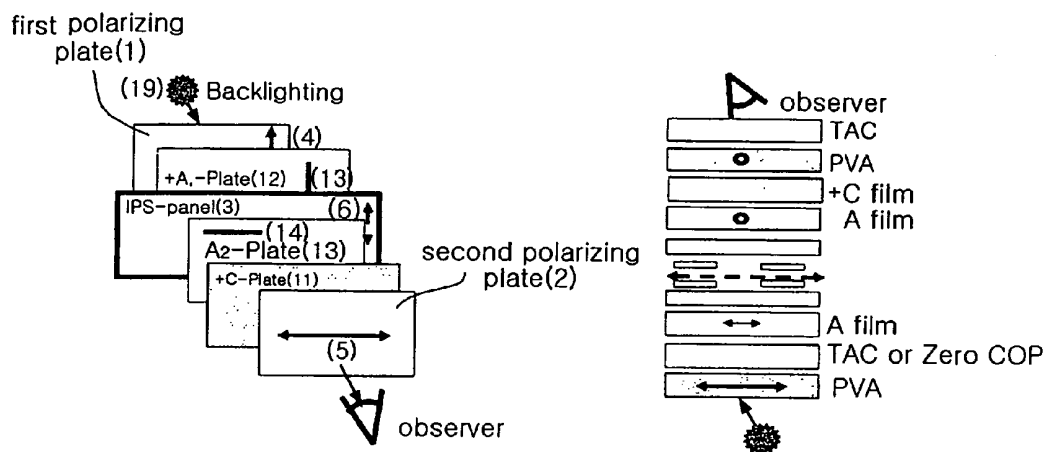 first polarizing
plate(1)
(19)
Backlighting
(4)
+A,-Plate(12)
(13)
IPS-panel(3)
(6)
(14)
A2-Plate(13)
+C-Plate(11)
second polarizing
plate(2)
(5)
observer
observer
TAC
PVA
+C film
A film
A film
TAC or Zero COP
PVA